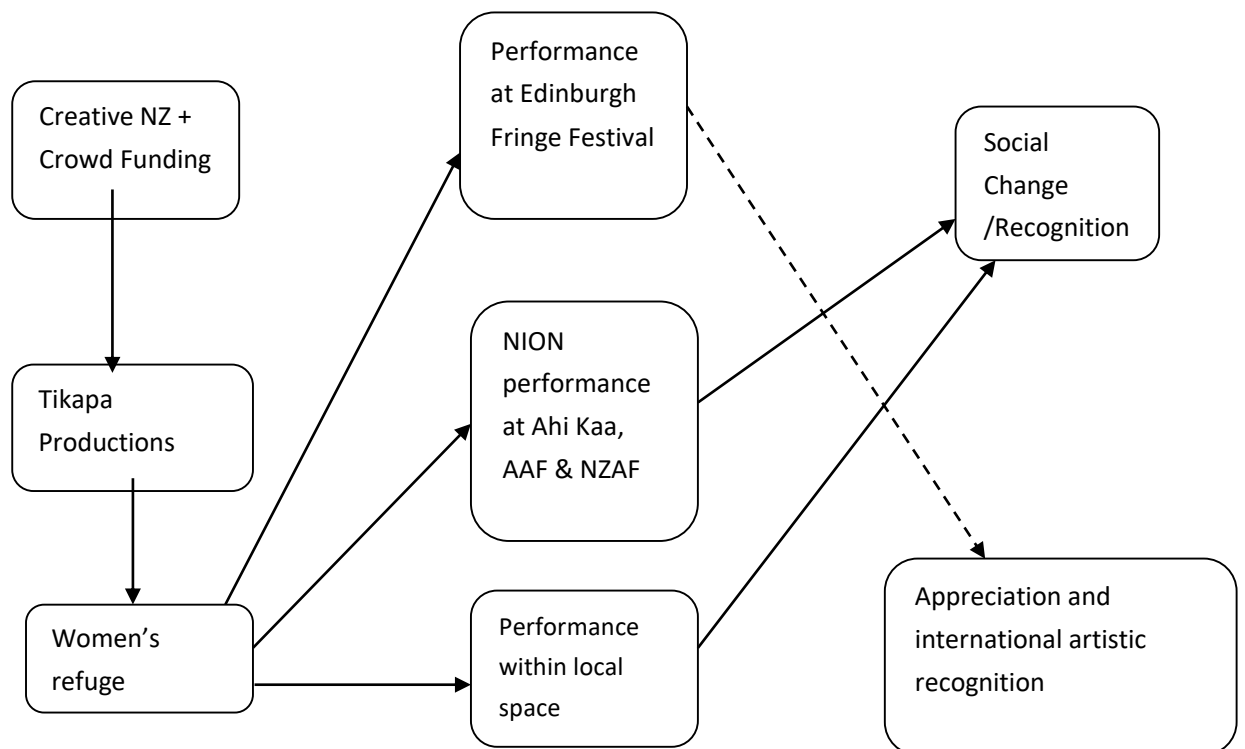 Creative NZ +
Crowd Funding
Tikapa
Productions
Women’s
refuge
Performance
at Edinburgh
Fringe Festival
NION
performance
at Ahi Kaa,
AAF & NZAF
Performance
within local
space
Social
Change
/Recognition
Appreciation and
international artistic
recognition